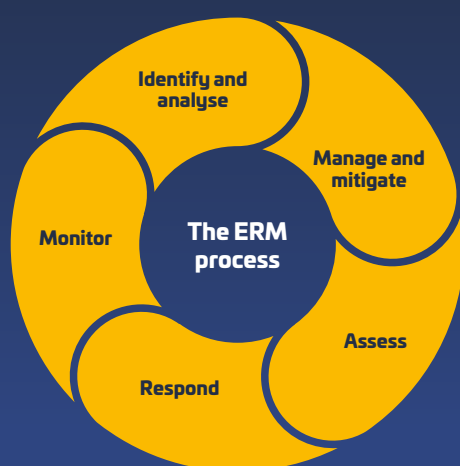 Identify and
analyse
Manage and
mitigate
The ERM
process
Monitor
Assess
Respond